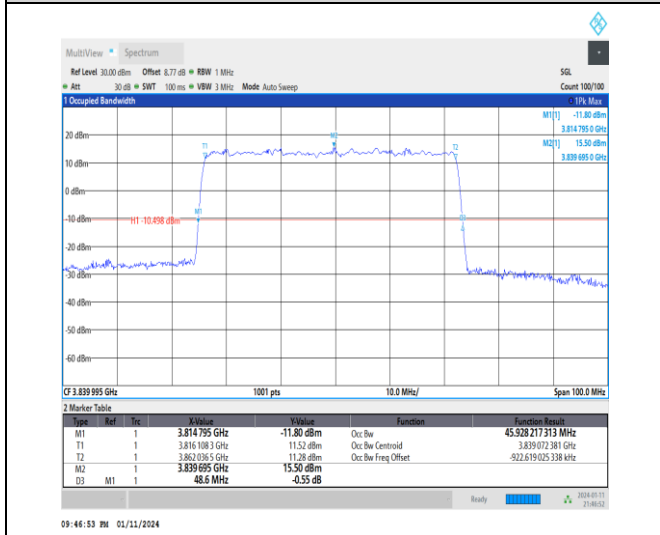 MultiView Spectrum
Ref Level 30.00 dBm Offset 8.77 dB RBW 1 MHz SGL
Att 30 dB SWT 100 ms VBW 3 MHz Mode Auto Sweep Count 100/100
1 Occupied Bandwidth 1Pk Max
M1[1] -11.80 dBm
3.814 795 0 GHz
M2[1] 15.50 dBm
3.839 695 0 GHz
20 dBm
M2
T1
T2
10 dBm
0 dBm
M1
-10 dBm
H1 -10.498 dBm
D3
-20 dBm
-30 dBm
-40 dBm
-50 dBm
-60 dBm
CF 3.839 995 GHz 1001 pts 10.0 MHz/ Span 100.0 MHz
2 Marker Table
Type Ref Trc X-Value Y-Value Function Function Result
M1 1 3.814 795 GHz -11.80 dBm Occ Bw 45.928 217 313 MHz
T1 1 3.816 108 3 GHz 11.52 dBm Occ Bw Centroid 3.839 072 381 GHz
T2 1 3.862 036 5 GHz 11.28 dBm Occ Bw Freq Offset -922.619 025 338 kHz
M2 1 3.839 695 GHz 15.50 dBm
D3 M1 1 48.6 MHz -0.55 dB
Ready 2024-01-11
21:46:52
09:46:53 PM 01/11/2024